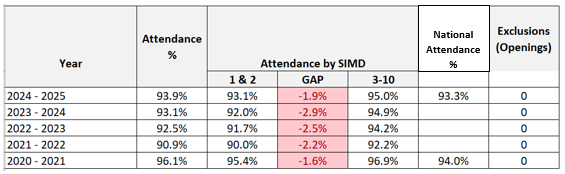 Year Attendance % Attendance by SIMD National Attendance % Exclusions (Openings)
1 & 2 GAP 3-10
2024 - 2025 93.9% 93.1% -1.9% 95.0% 93.3% 0
2023 - 2024 93.1% 92.0% -2.9% 94.9% 0
2022 - 2023 92.5% 91.7% -2.5% 94.2% 0
2021 - 2022 90.9% 90.0% -2.2% 92.2% 0
2020 - 2021 96.1% 95.4% -1.6% 96.9% 94.0% 0